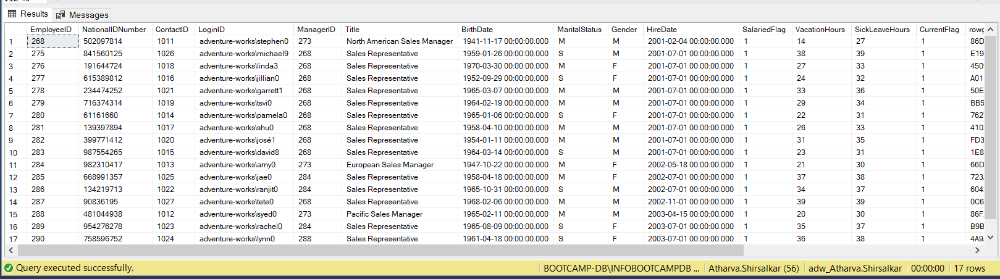 Results Messages
EmployeeID NationalIDNumber ContactID LoginID ManagerID Title BirthDate MaritalStatus Gender HireDate SalariedFlag VacationHours SickLeaveHours CurrentFlag rowg
1 268 502097814 1011 adventure-works\stephen0 273 North American Sales Manager 1941-11-17 00:00:00.000 M M 2001-02-04 00:00:00.000 1 14 27 1 86D
2 275 841560125 1026 adventure-works\michael9 268 Sales Representative 1959-01-26 00:00:00.000 S M 2001-07-01 00:00:00.000 1 38 39 1 E19
3 276 191644724 1018 adventure-works\linda3 268 Sales Representative 1970-03-30 00:00:00.000 M F 2001-07-01 00:00:00.000 1 27 33 1 450
4 277 615389812 1016 adventure-works\jillian0 268 Sales Representative 1952-09-29 00:00:00.000 S F 2001-07-01 00:00:00.000 1 24 32 1 A01
5 278 234474252 1021 adventure-works\garrett1 268 Sales Representative 1965-03-07 00:00:00.000 M M 2001-07-01 00:00:00.000 1 33 36 1 50E
6 279 716374314 1019 adventure-works\tsvi0 268 Sales Representative 1964-02-19 00:00:00.000 M M 2001-07-01 00:00:00.000 1 29 34 1 BB5
7 280 61161660 1014 adventure-works\pamela0 268 Sales Representative 1965-01-06 00:00:00.000 S F 2001-07-01 00:00:00.000 1 22 31 1 762
8 281 139397894 1017 adventure-works\shu0 268 Sales Representative 1958-04-10 00:00:00.000 M M 2001-07-01 00:00:00.000 1 26 33 1 410
9 282 399771412 1020 adventure-works\josé1 268 Sales Representative 1954-01-11 00:00:00.000 M M 2001-07-01 00:00:00.000 1 31 35 1 FD3
10 283 987554265 1015 adventure-works\david8 268 Sales Representative 1964-03-14 00:00:00.000 S M 2001-07-01 00:00:00.000 1 23 31 1 1E8
11 284 982310417 1013 adventure-works\amy0 273 European Sales Manager 1947-10-22 00:00:00.000 M F 2002-05-18 00:00:00.000 1 21 30 1 66D
12 285 668991357 1025 adventure-works\jae0 284 Sales Representative 1958-04-18 00:00:00.000 M F 2002-07-01 00:00:00.000 1 37 38 1 723
13 286 134219713 1022 adventure-works\ranjit0 284 Sales Representative 1965-10-31 00:00:00.000 S M 2002-07-01 00:00:00.000 1 34 37 1 604
14 287 90836195 1027 adventure-works\tete0 268 Sales Representative 1968-02-06 00:00:00.000 M M 2002-11-01 00:00:00.000 1 39 39 1 0C6
15 288 481044938 1012 adventure-works\syed0 273 Pacific Sales Manager 1965-02-11 00:00:00.000 M M 2003-04-15 00:00:00.000 1 20 30 1 86F
16 289 954276278 1023 adventure-works\rachel0 284 Sales Representative 1965-08-09 00:00:00.000 S F 2003-07-01 00:00:00.000 1 35 37 1 B9B
17 290 758596752 1024 adventure-works\lynn0 288 Sales Representative 1961-04-18 00:00:00.000 S F 2003-07-01 00:00:00.000 1 36 38 1 4A9
Query executed successfully. BOOTCAMP-DB\INFOBOOTCAMPDB ... Atharva.Shirsalkar (56) adw_Atharva.Shirsalkar 00:00:00 17 rows